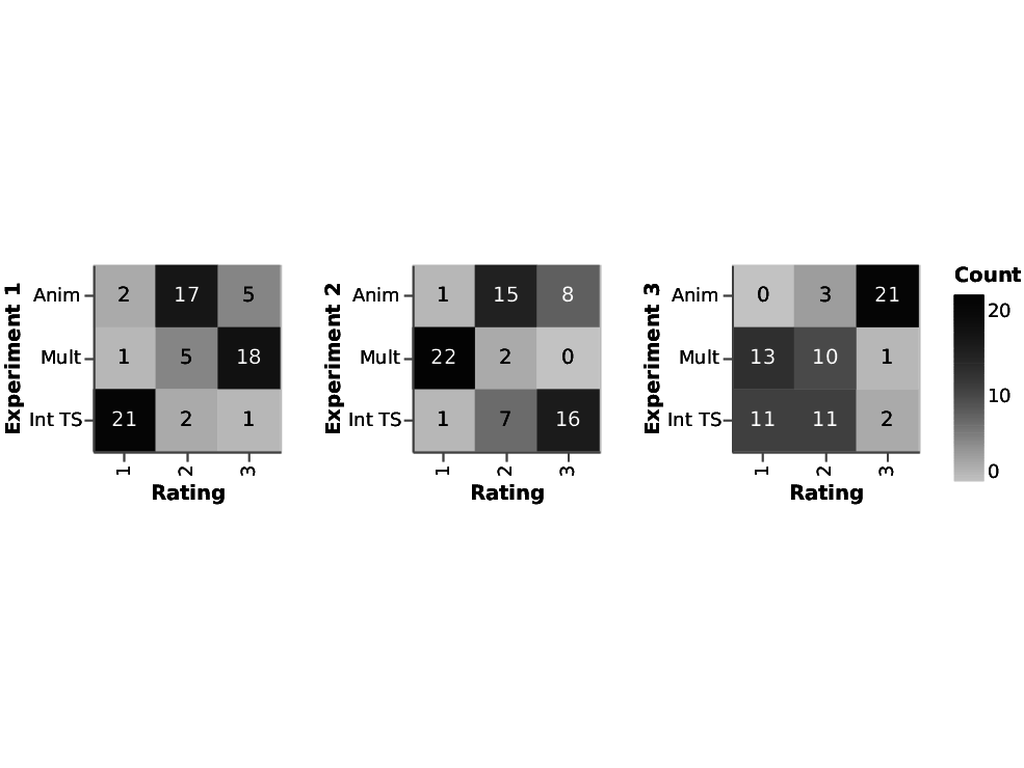 Experiment 1
Anim 2 17 5
Mult 1 5 18
Int TS 21 2 1
1 2 3
Rating
Experiment 2
Anim 1 15 8
Mult 22 2 0
Int TS 1 7 16
1 2 3
Rating
Experiment 3
Anim 0 3 21
Mult 13 10 1
Int TS 11 11 2
1 2 3
Rating
Count
20
10
0